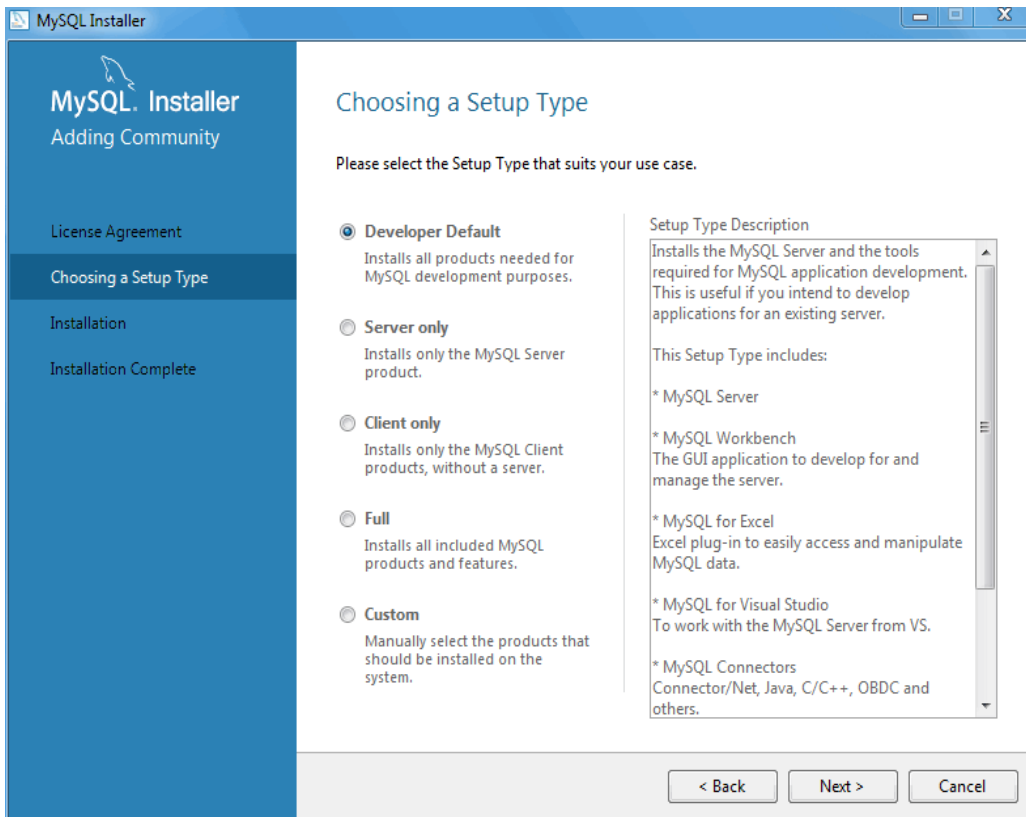 MySQL Installer
MySQL. Installer
Adding Community
License Agreement
Choosing a Setup Type
Installation
Installation Complete
Choosing a Setup Type
Please select the Setup Type that suits your use case.
Developer Default
Installs all products needed for
MySQL development purposes.
Server only
Installs only the MySQL Server
product.
Client only
Installs only the MySQL Client
products, without a server.
Full
Installs all included MySQL
products and features.
Custom
Manually select the products that
should be installed on the
system.
Setup Type Description
Installs the MySQL Server and the tools
required for MySQL application development.
This is useful if you intend to develop
applications for an existing server.
This Setup Type includes:
* MySQL Server
* MySQL Workbench
The GUI application to develop for and
manage the server.
* MySQL for Excel
Excel plug-in to easily access and manipulate
MySQL data.
* MySQL for Visual Studio
To work with the MySQL Server from VS.
* MySQL Connectors
Connector/Net, Java, C/C++, OBDC and
others.
< Back
Next >
Cancel